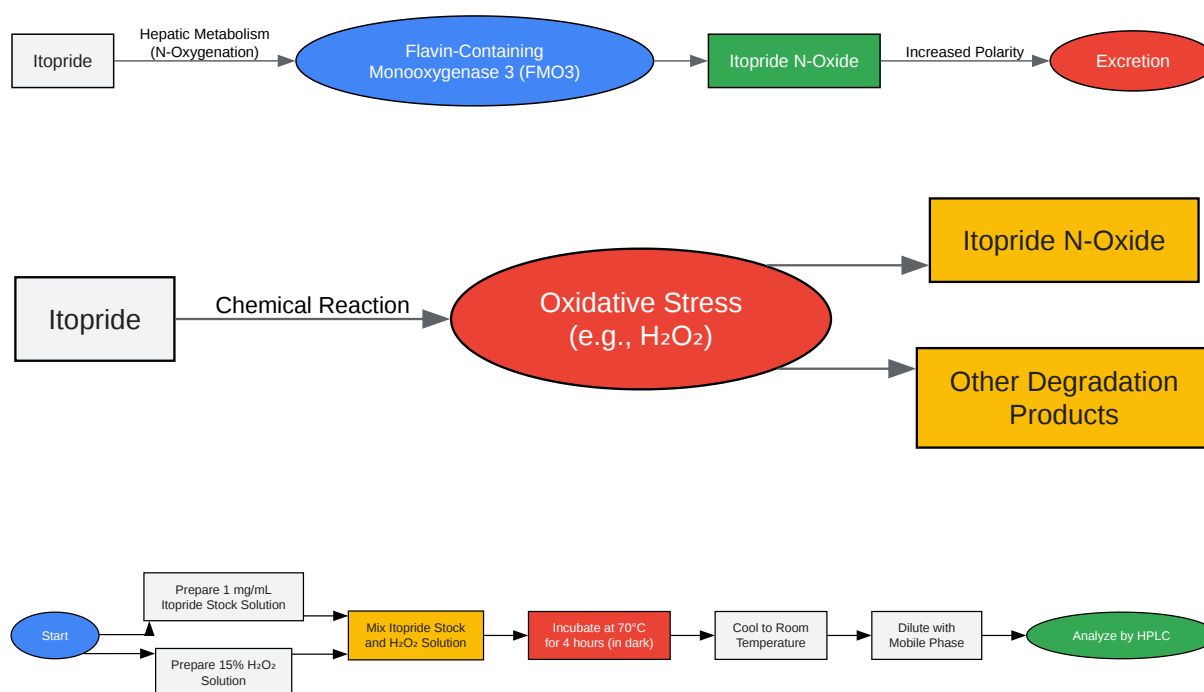 Itopride
Hepatic Metabolism
(N-Oxygenation)
Flavin-Containing
Monooxygenase 3 (FMO3)
Itopride N-Oxide
Increased Polarity
Excretion
Itopride
Chemical Reaction
Oxidative Stress
(e.g., H₂O₂)
Itopride N-Oxide
Other Degradation
Products
Start
Prepare 1 mg/mL
Itopride Stock Solution
Prepare 15% H₂O₂
Solution
Mix Itopride Stock
and H₂O₂ Solution
Incubate at 70°C
for 4 hours (in dark)
Cool to Room
Temperature
Dilute with
Mobile Phase
Analyze by HPLC